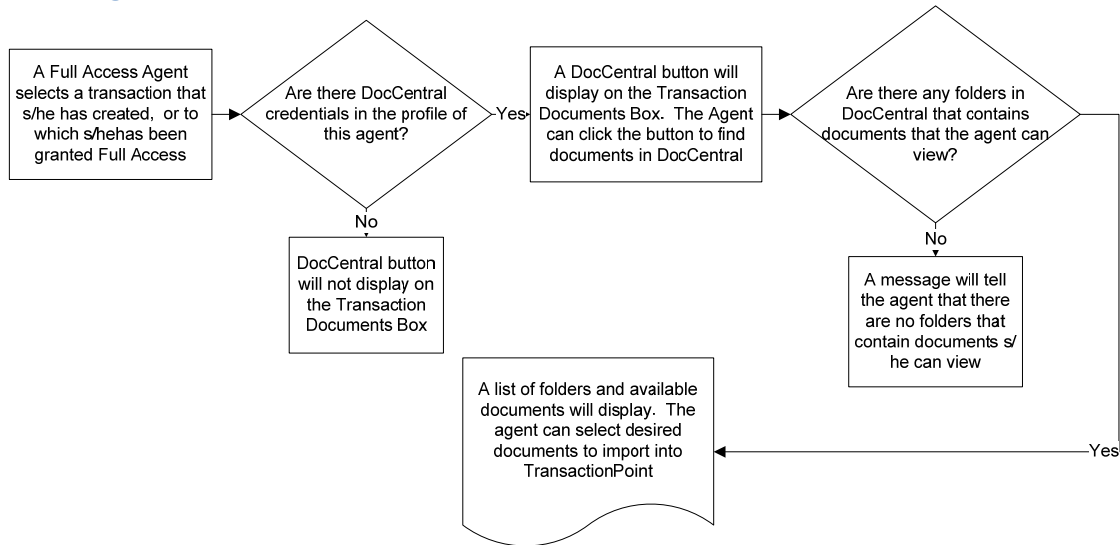 A Full Access Agent
selects a transaction that
s/he has created, or to
which s/hehas been
granted Full Access
Are there DocCentral
credentials in the profile of
this agent?
Yes
A DocCentral button will
display on the Transaction
Documents Box. The Agent
can click the button to find
documents in DocCentral
Are there any folders in
DocCentral that contains
documents that the agent can
view?
No
DocCentral button
will not display on
the Transaction
Documents Box
No
A message will tell
the agent that there
are no folders that
contain documents s/
he can view
A list of folders and available
documents will display. The
agent can select desired
documents to import into
TransactionPoint
Yes